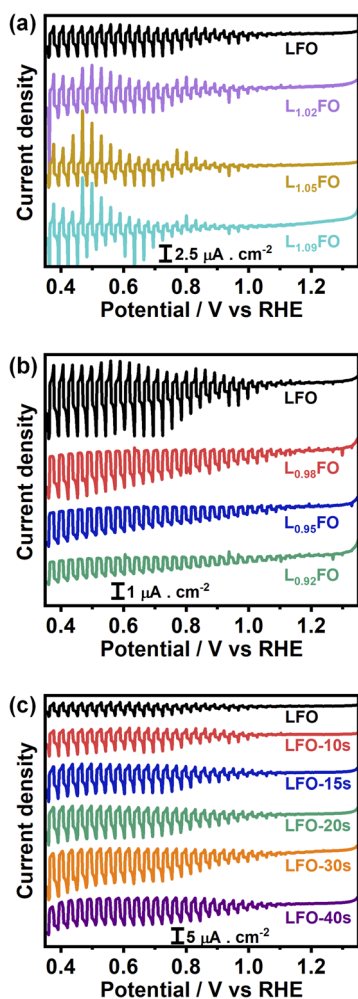 (a)
Current density
LFO
L1.02FO
L1.05FO
L1.09FO
2.5 μA . cm-2
0.4 0.6 0.8 1.0 1.2
Potential / V vs RHE
(b)
Current density
LFO
L0.98FO
L0.95FO
L0.92FO
1 μA . cm-2
0.4 0.6 0.8 1.0 1.2
Potential / V vs RHE
(c)
Current density
LFO
LFO-10s
LFO-15s
LFO-20s
LFO-30s
LFO-40s
5 μA . cm-2
0.4 0.6 0.8 1.0 1.2
Potential / V vs RHE